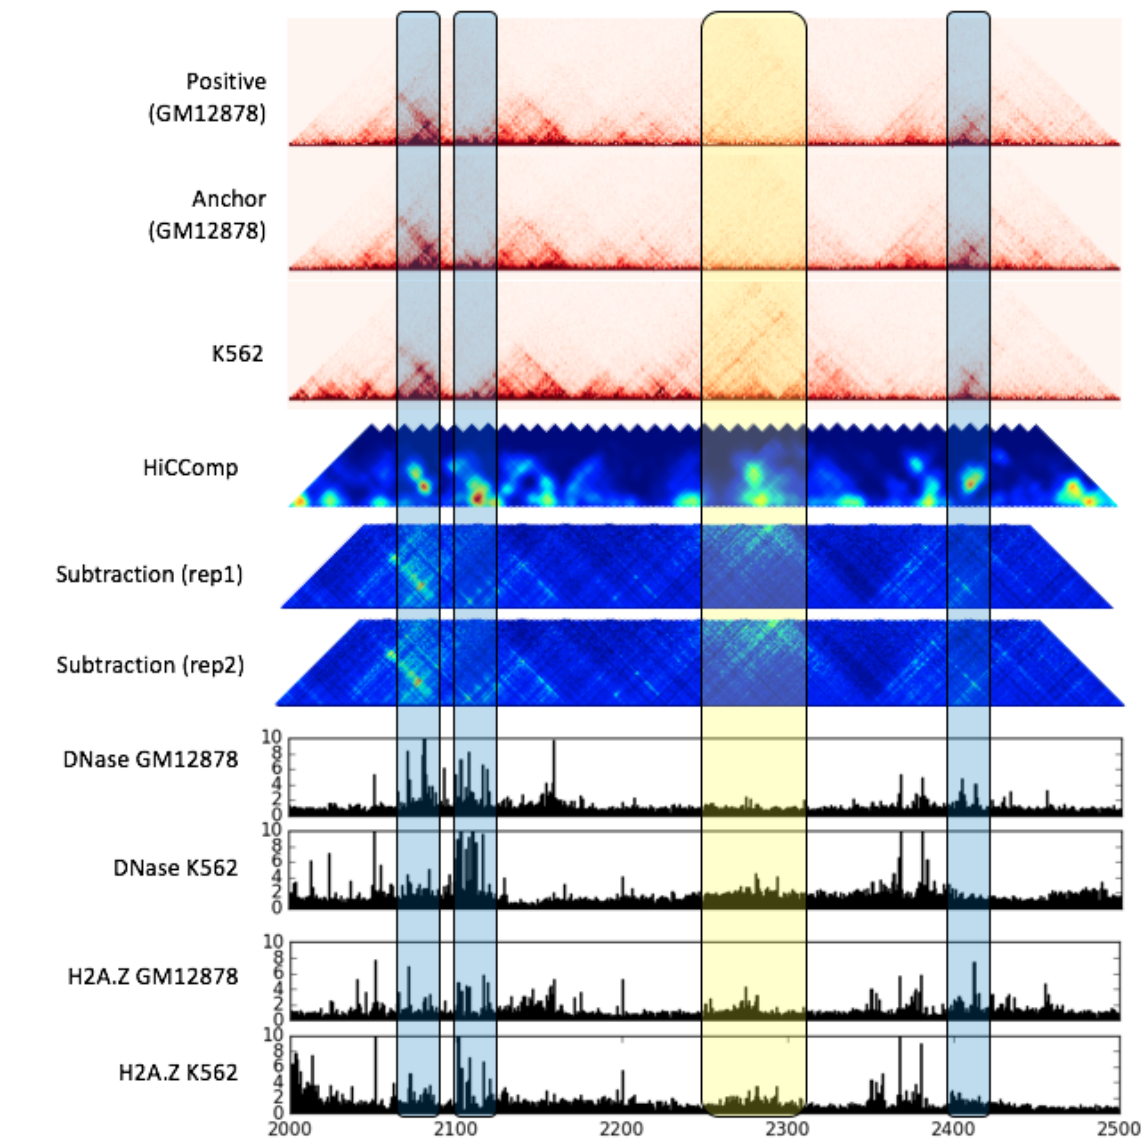 Positive
(GM12878)
Anchor
(GM12878)
K562
HiCComp
Subtraction (rep1)
Subtraction (rep2)
DNase GM12878
10
8
6
4
2
0
DNase K562
10
8
6
4
2
0
H2A.Z GM12878
10
8
6
4
2
0
H2A.Z K562
10
8
6
4
2
0
2000 2100 2200 2300 2400 2500